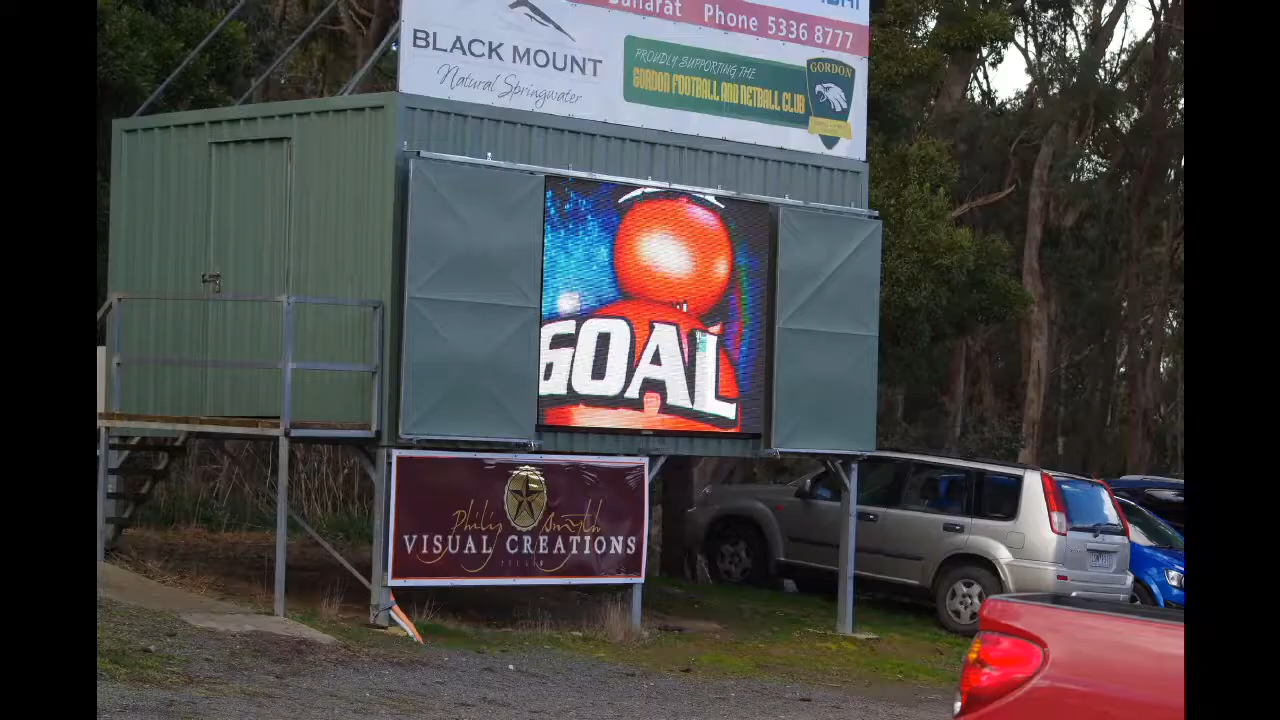 Ballarat Phone 5336 8777
BLACK MOUNT
Natural Springwater
PROUDLY SUPPORTING THE
GORDON FOOTBALL AND NETBALL CLUB
GORDON
GOAL
Philip Smyth
VISUAL CREATIONS